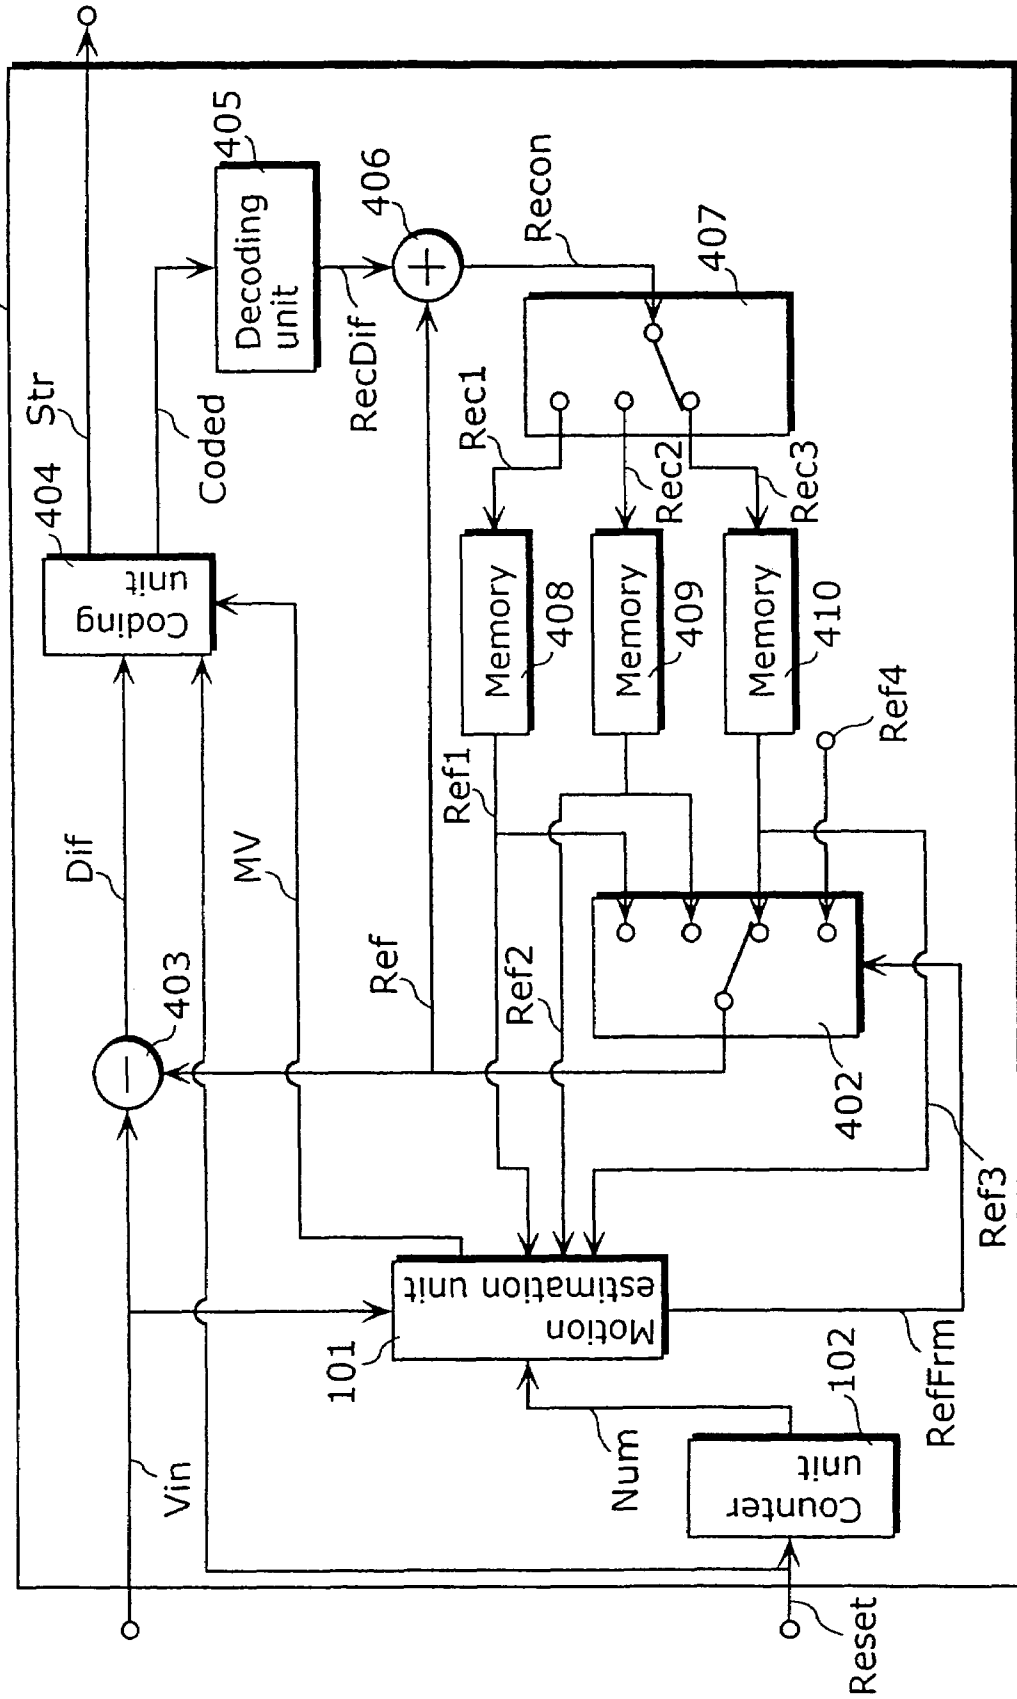 Str
404
Coding
unit
Coded
405
Decoding
unit
RecDif
406
Recon
407
Rec1
Rec2
Rec3
Memory
408
Memory
409
Memory
410
Ref4
Ref1
Ref2
Ref
Dif
MV
403
402
Ref3
RefFrm
Motion
estimation unit
101
Num
Counter
unit
102
Vin
Reset